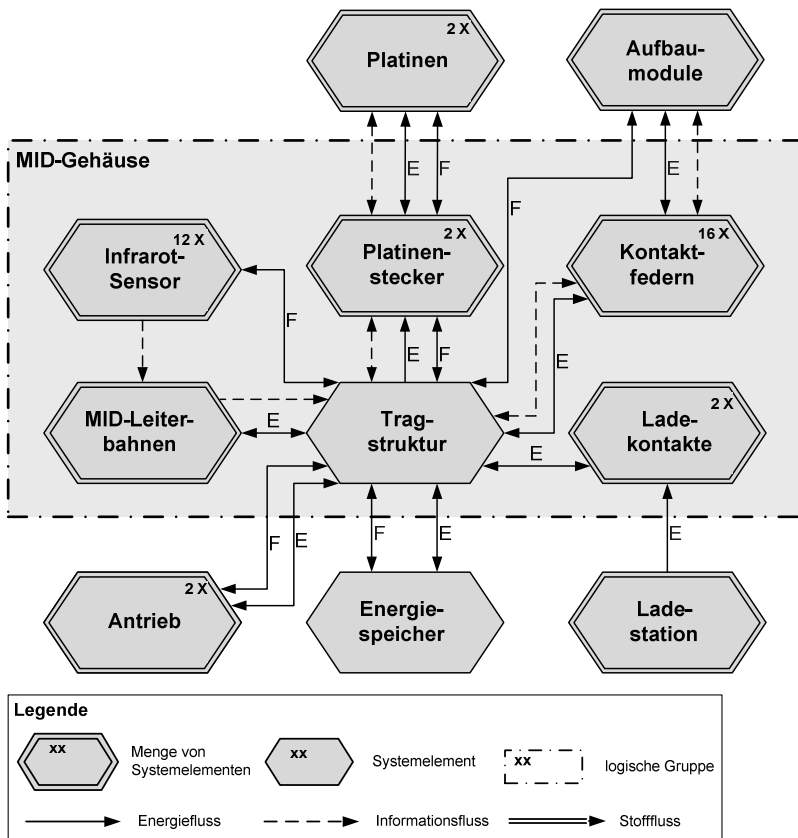 2 X
Platinen
Aufbau-
module
MID-Gehäuse
E
F
E
F
12 X
Infrarot-
Sensor
2 X
Platinen-
stecker
16 X
Kontakt-
federn
F
E
F
E
MID-Leiter-
bahnen
E
Trag-
struktur
2 X
Lade-
kontakte
E
F
E
F
E
E
2 X
Antrieb
Energie-
speicher
Lade-
station
Legende
xx
Menge von
Systemelementen
xx
Systemelement
xx
logische Gruppe
Energiefluss
Informationsfluss
Stofffluss